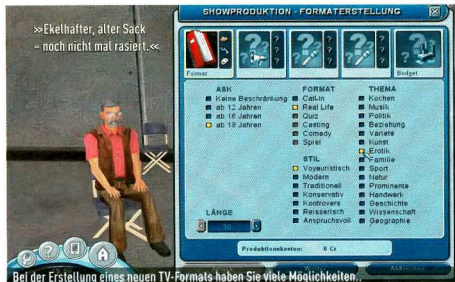 SHOWPRODUKTION - FORMATERSTELLUNG
>>Ekelhafter, alter Sack
– noch nicht mal rasiert.<<
Format
Budget
ASK
Keine Beschränkung
ab 12 Jahren
ab 16 Jahren
ab 18 Jahren
FORMAT
Call-In
Real Life
Quiz
Casting
Comedy
Spiel
STIL
Voyeuristisch
Modern
Traditionell
Konservativ
Kontrovers
Reisserisch
Anspruchsvoll
THEMA
Kochen
Musik
Politik
Beziehung
Variete
Kunst
Erotik
Familie
Sport
Natur
Prominente
Handwerk
Geschichte
Wissenschaft
Geographie
LÄNGE
30
Produktionskosten: 0 Cr
Bei der Erstellung eines neuen TV-Formats haben Sie viele Möglichkeiten..